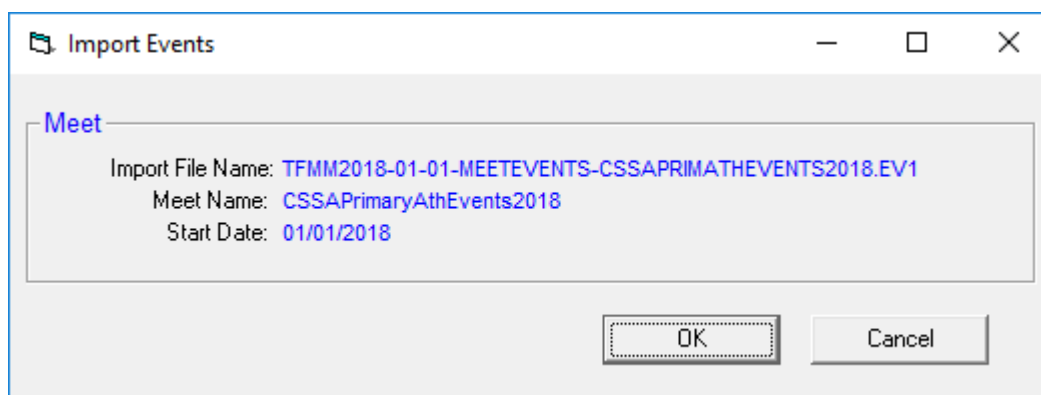 Import Events
Meet
Import File Name: TFMM2018-01-01-MEETEVENTS-CSSAPRIMATHEVENTS2018.EV1
Meet Name: CSSAPrimaryAthEvents2018
Start Date: 01/01/2018
OK Cancel